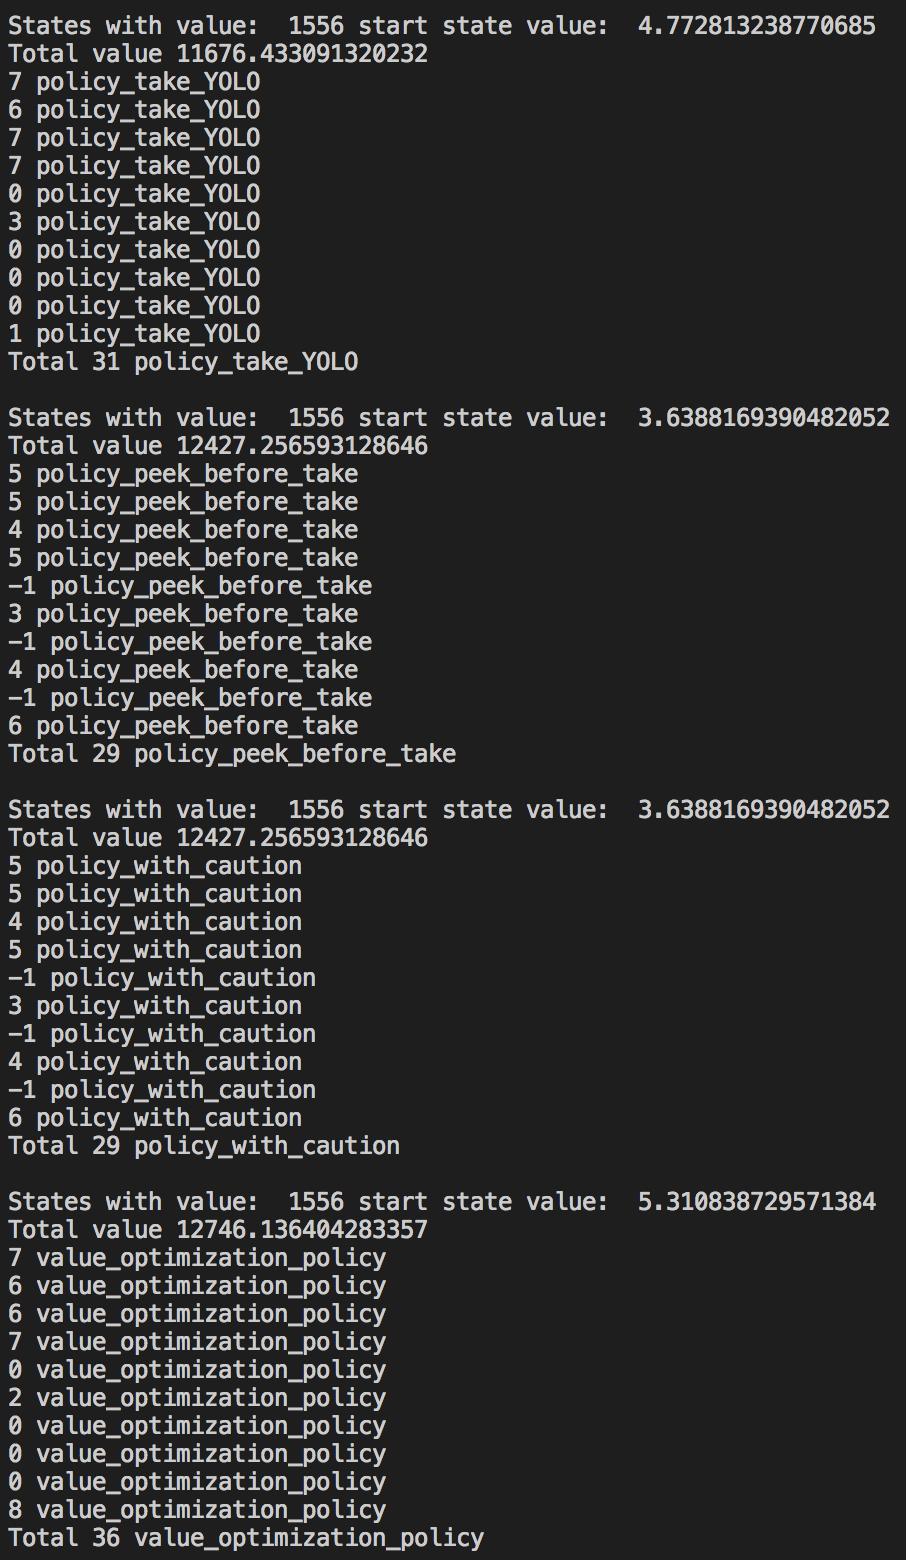 States with value:  1556 start state value:  4.772813238770685
Total value 11676.433091320232
7 policy_take_YOLO
6 policy_take_YOLO
7 policy_take_YOLO
7 policy_take_YOLO
0 policy_take_YOLO
3 policy_take_YOLO
0 policy_take_YOLO
0 policy_take_YOLO
0 policy_take_YOLO
1 policy_take_YOLO
Total 31 policy_take_YOLO

States with value:  1556 start state value:  3.6388169390482052
Total value 12427.256593128646
5 policy_peek_before_take
5 policy_peek_before_take
4 policy_peek_before_take
5 policy_peek_before_take
-1 policy_peek_before_take
3 policy_peek_before_take
-1 policy_peek_before_take
4 policy_peek_before_take
-1 policy_peek_before_take
6 policy_peek_before_take
Total 29 policy_peek_before_take

States with value:  1556 start state value:  3.6388169390482052
Total value 12427.256593128646
5 policy_with_caution
5 policy_with_caution
4 policy_with_caution
5 policy_with_caution
-1 policy_with_caution
3 policy_with_caution
-1 policy_with_caution
4 policy_with_caution
-1 policy_with_caution
6 policy_with_caution
Total 29 policy_with_caution

States with value:  1556 start state value:  5.310838729571384
Total value 12746.136404283357
7 value_optimization_policy
6 value_optimization_policy
6 value_optimization_policy
7 value_optimization_policy
0 value_optimization_policy
2 value_optimization_policy
0 value_optimization_policy
0 value_optimization_policy
0 value_optimization_policy
8 value_optimization_policy
Total 36 value_optimization_policy